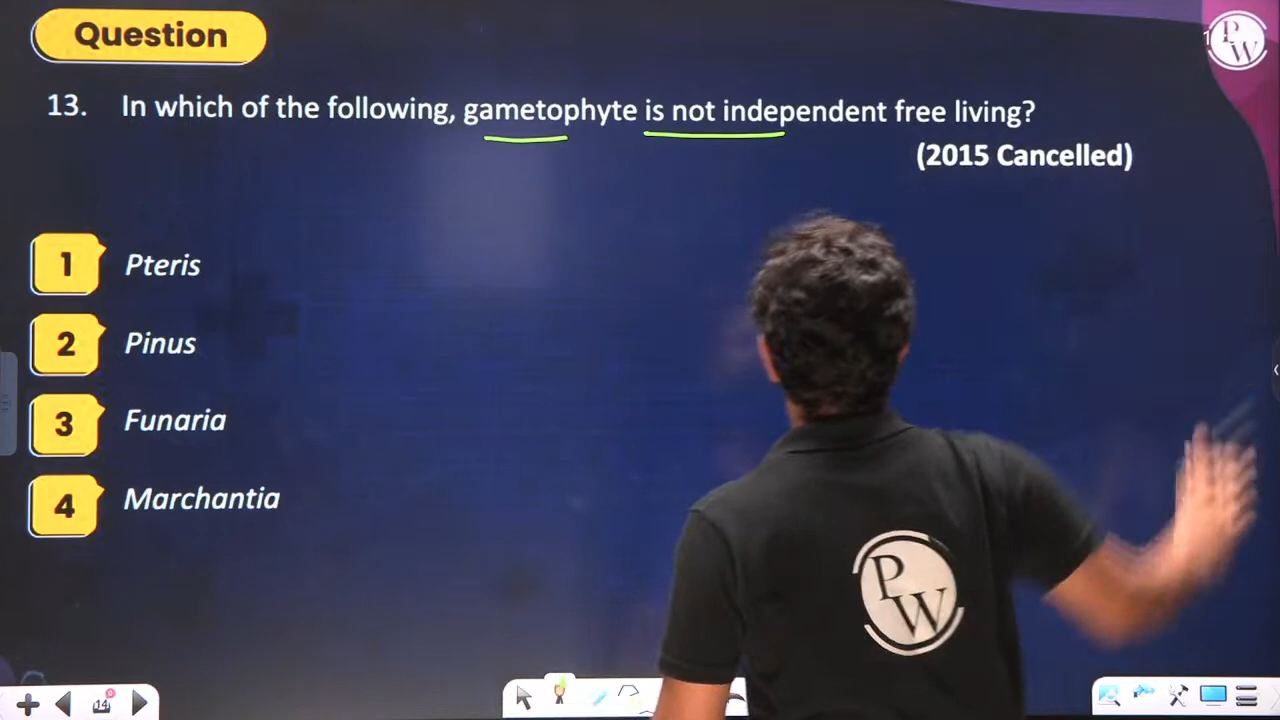 Question
PW
13. In which of the following, gametophyte is not independent free living?
(2015 Cancelled)
1 Pteris
2 Pinus
3 Funaria
4 Marchantia
PW
14